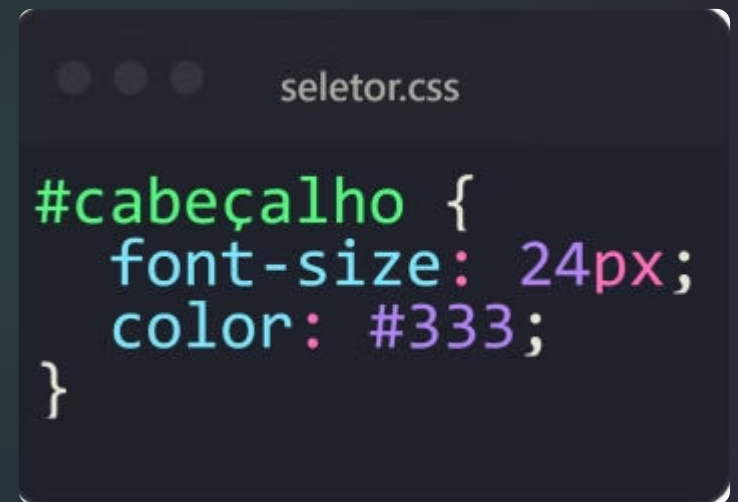 seletor.css
#cabeçalho {
  font-size: 24px;
  color: #333;
}